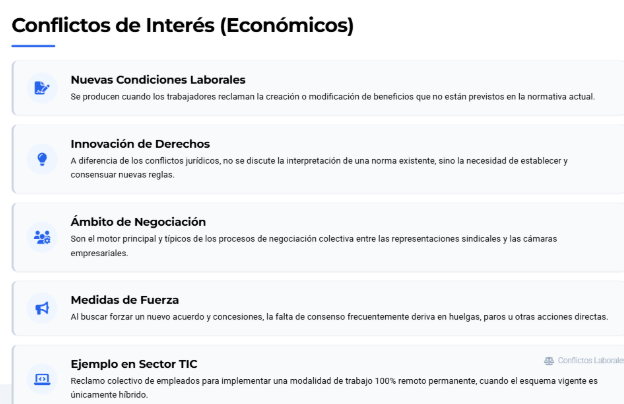 Conflictos de Interés (Económicos)
Nuevas Condiciones Laborales
Se producen cuando los trabajadores reclaman la creación o modificación de beneficios que no están previstos en la normativa actual.
Innovación de Derechos
A diferencia de los conflictos jurídicos, no se discute la interpretación de una norma existente, sino la necesidad de establecer y
consensuar nuevas reglas.
Ámbito de Negociación
Son el motor principal y típicos de los procesos de negociación colectiva entre las representaciones sindicales y las cámaras
empresariales.
Medidas de Fuerza
Al buscar forzar un nuevo acuerdo y concesiones, la falta de consenso frecuentemente deriva en huelgas, paros u otras acciones directas.
Conflictos Laborales
Ejemplo en Sector TIC
Reclamo colectivo de empleados para implementar una modalidad de trabajo 100% remoto permanente, cuando el esquema vigente es
únicamente híbrido.